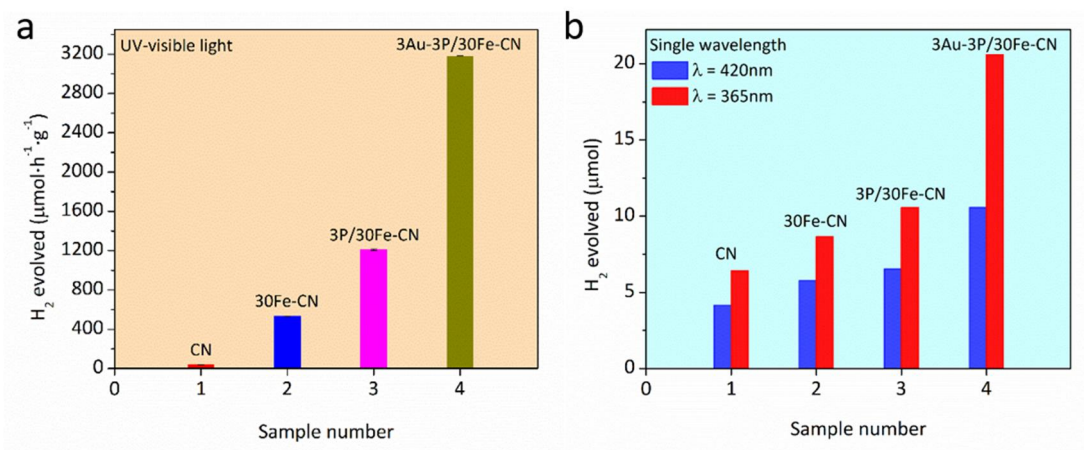 a
UV-visible light
3Au-3P/30Fe-CN
3P/30Fe-CN
30Fe-CN
CN
3200
2800
2400
2000
1600
1200
800
400
0
H₂ evolved (μmol·h⁻¹·g⁻¹)
0 1 2 3 4
Sample number
b
Single wavelength
λ = 420nm
λ = 365nm
3Au-3P/30Fe-CN
3P/30Fe-CN
30Fe-CN
CN
20
15
10
5
0
H₂ evolved (μmol)
0 1 2 3 4
Sample number